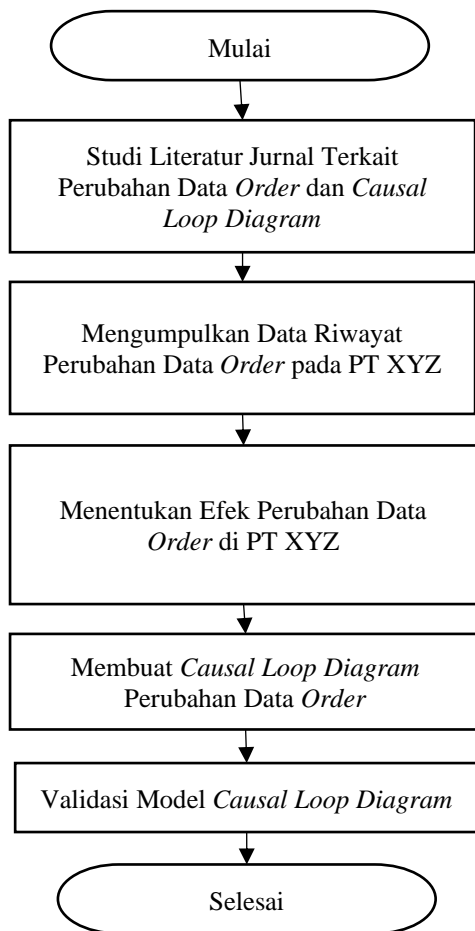 Mulai
Studi Literatur Jurnal Terkait
Perubahan Data Order dan Causal
Loop Diagram
Mengumpulkan Data Riwayat
Perubahan Data Order pada PT XYZ
Menentukan Efek Perubahan Data
Order di PT XYZ
Membuat Causal Loop Diagram
Perubahan Data Order
Validasi Model Causal Loop Diagram
Selesai